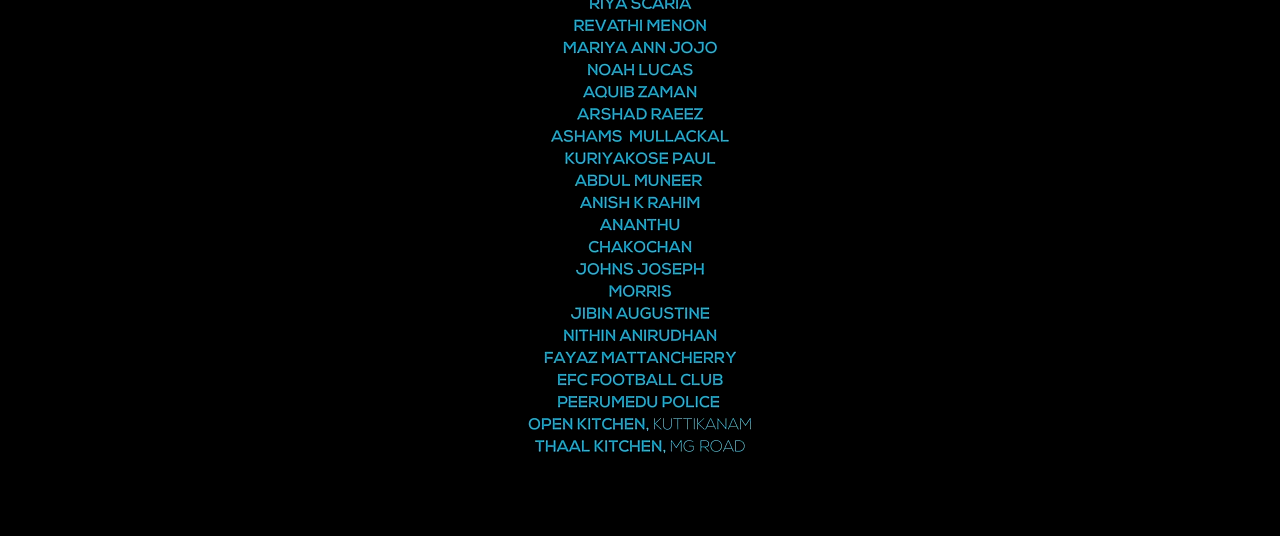 RIYA SCARIA
REVATHI MENON
MARIYA ANN JOJO
NOAH LUCAS
AQUIB ZAMAN
ARSHAD RAEEZ
ASHAMS  MULLACKAL
KURIYAKOSE PAUL
ABDUL MUNEER
ANISH K RAHIM
ANANTHU
CHAKOCHAN
JOHNS JOSEPH
MORRIS
JIBIN AUGUSTINE
NITHIN ANIRUDHAN
FAYAZ MATTANCHERRY
EFC FOOTBALL CLUB
PEERUMEDU POLICE
OPEN KITCHEN, KUTTIKANAM
THAAL KITCHEN, MG ROAD